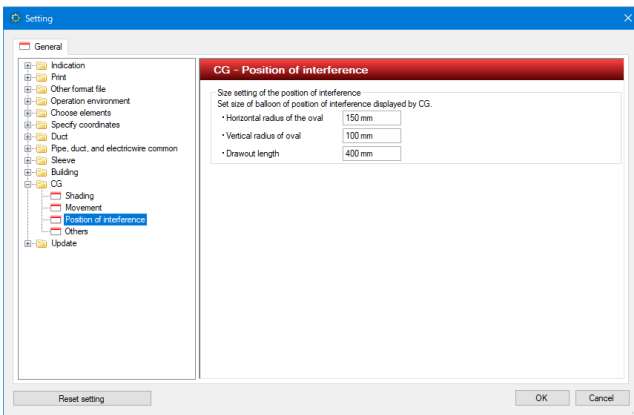 Setting
General
Indication
Print
Other format file
Operation environment
Choose elements
Specify coordinates
Duct
Pipe, duct, and electricwire common
Sleeve
Building
CG
Shading
Movement
Position of interference
Others
Update
CG - Position of interference
Size setting of the position of interference
Set size of balloon of position of interference displayed by CG.
・Horizontal radius of the oval 150 mm
・Vertical radius of oval 100 mm
・Drawout length 400 mm
Reset setting
OK Cancel